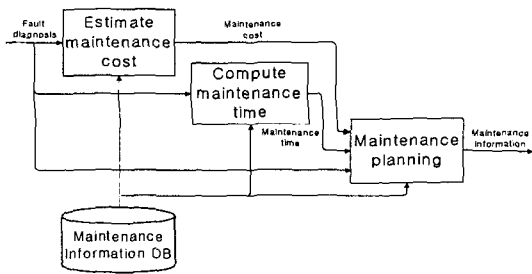 Fault
diagnosis
Estimate
maintenance
cost
Maintenance
cost
Compute
maintenance
time
Maintenance
time
Maintenance
planning
Maintenance
information
Maintenance
Information DB